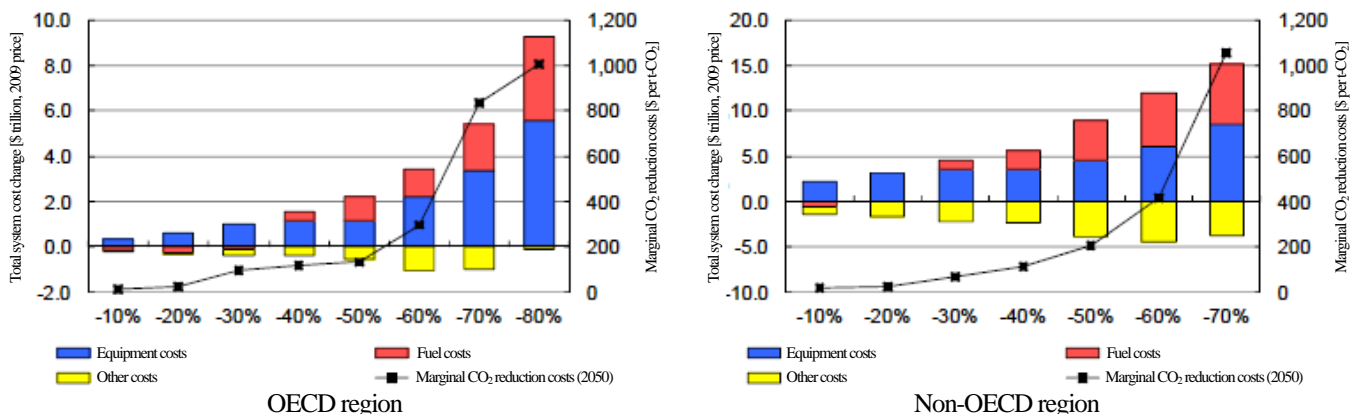 Total system cost change [$ trillion, 2009 price]
10.0
8.0
6.0
4.0
2.0
0.0
-2.0
1,200
1,000
800
600
400
200
0
Marginal CO₂ reduction costs [$ per t-CO₂]
-10% -20% -30% -40% -50% -60% -70% -80%
Equipment costs Fuel costs
Other costs Marginal CO₂ reduction costs (2050)
OECD region
Total system cost change [$ trillion, 2009 price]
20.0
15.0
10.0
5.0
0.0
-5.0
-10.0
1,200
1,000
800
600
400
200
0
Marginal CO₂ reduction costs [$ per t-CO₂]
-10% -20% -30% -40% -50% -60% -70%
Equipment costs Fuel costs
Other costs Marginal CO₂ reduction costs (2050)
Non-OECD region